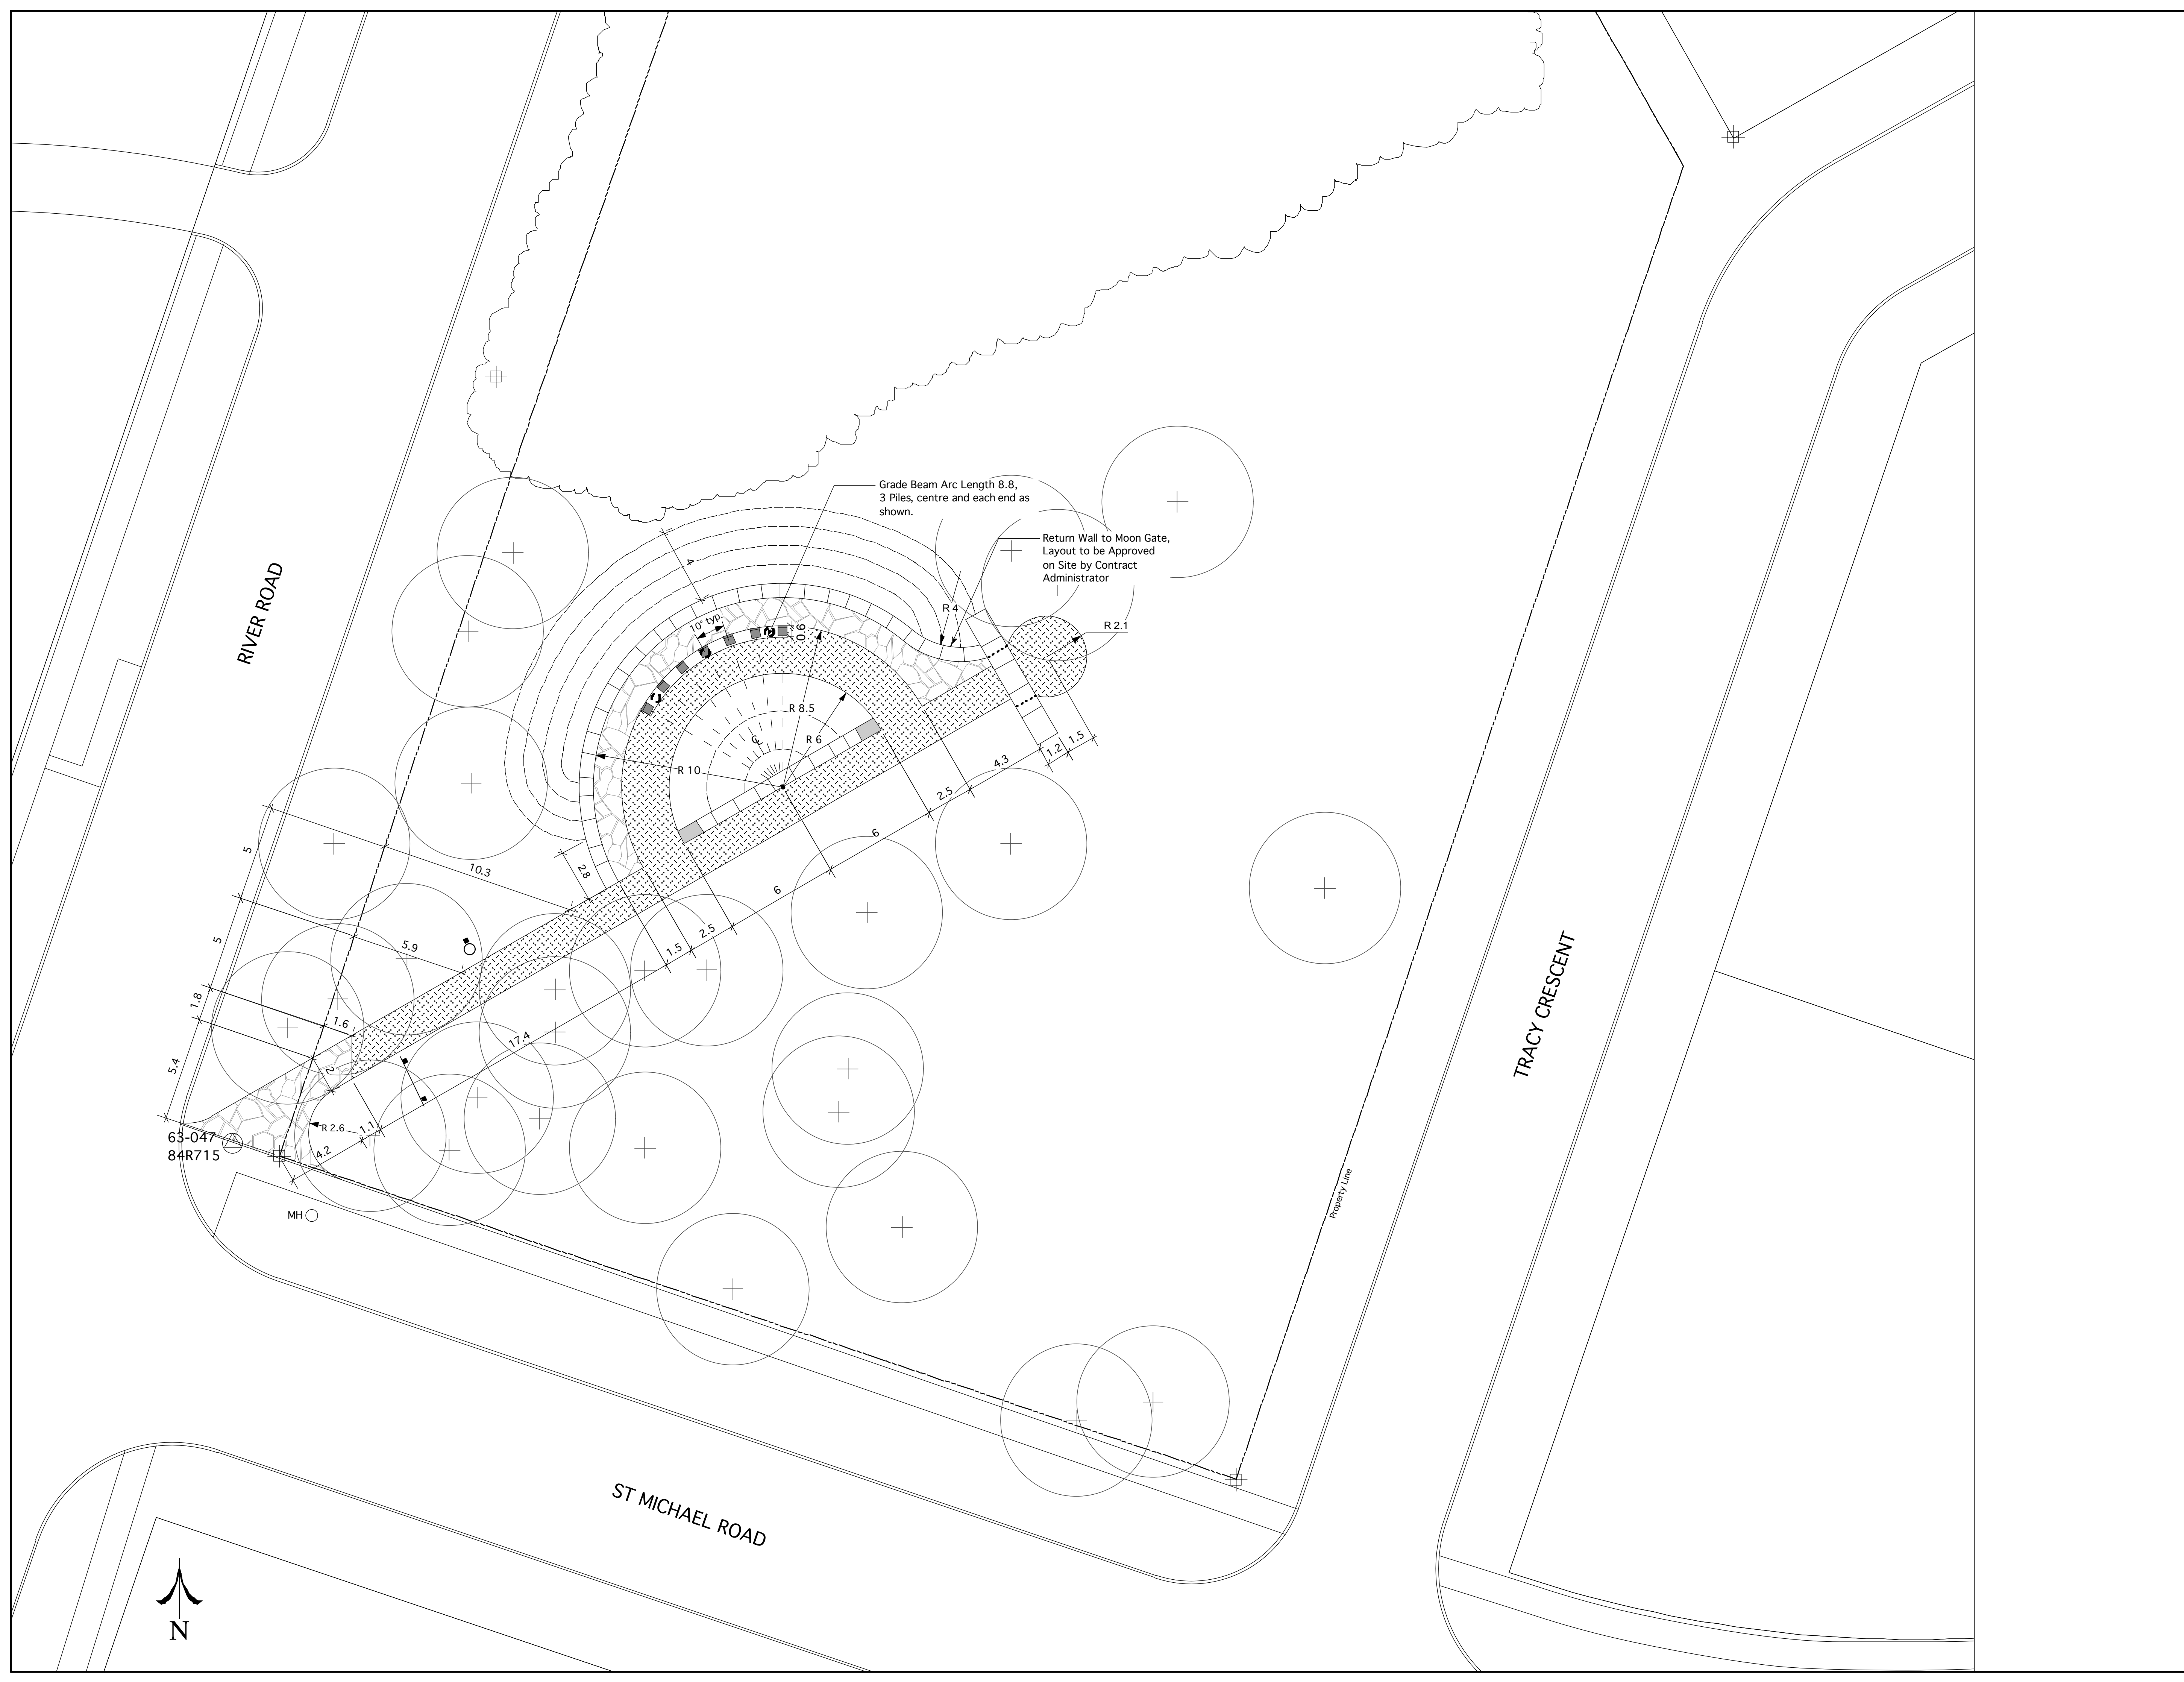 Grade Beam Arc Length 8.8,
3 Piles, centre and each end as
shown.
Return Wall to Moon Gate,
Layout to be Approved
on Site by Contract
Administrator
RIVER ROAD
4
10° typ.
0.6
R 4
R 2.1
R 8.5
R 6
℄
R 10
1.5
1.2
4.3
2.5
6
6
2.5
1.5
2.8
17.4
5
10.3
5
5.9
1.8
1.6
5.4
2
R 2.6
1.1
4.2
63-047
84R715
MH
TRACY CRESCENT
Property Line
ST MICHAEL ROAD
N